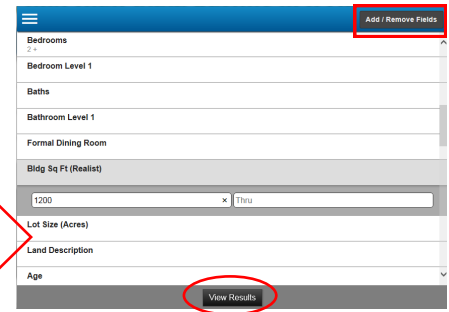 Add / Remove Fields
Bedrooms
2 +
Bedroom Level 1
Baths
Bathroom Level 1
Formal Dining Room
Bldg Sq Ft (Realist)
1200 × Thru
Lot Size (Acres)
Land Description
Age
View Results